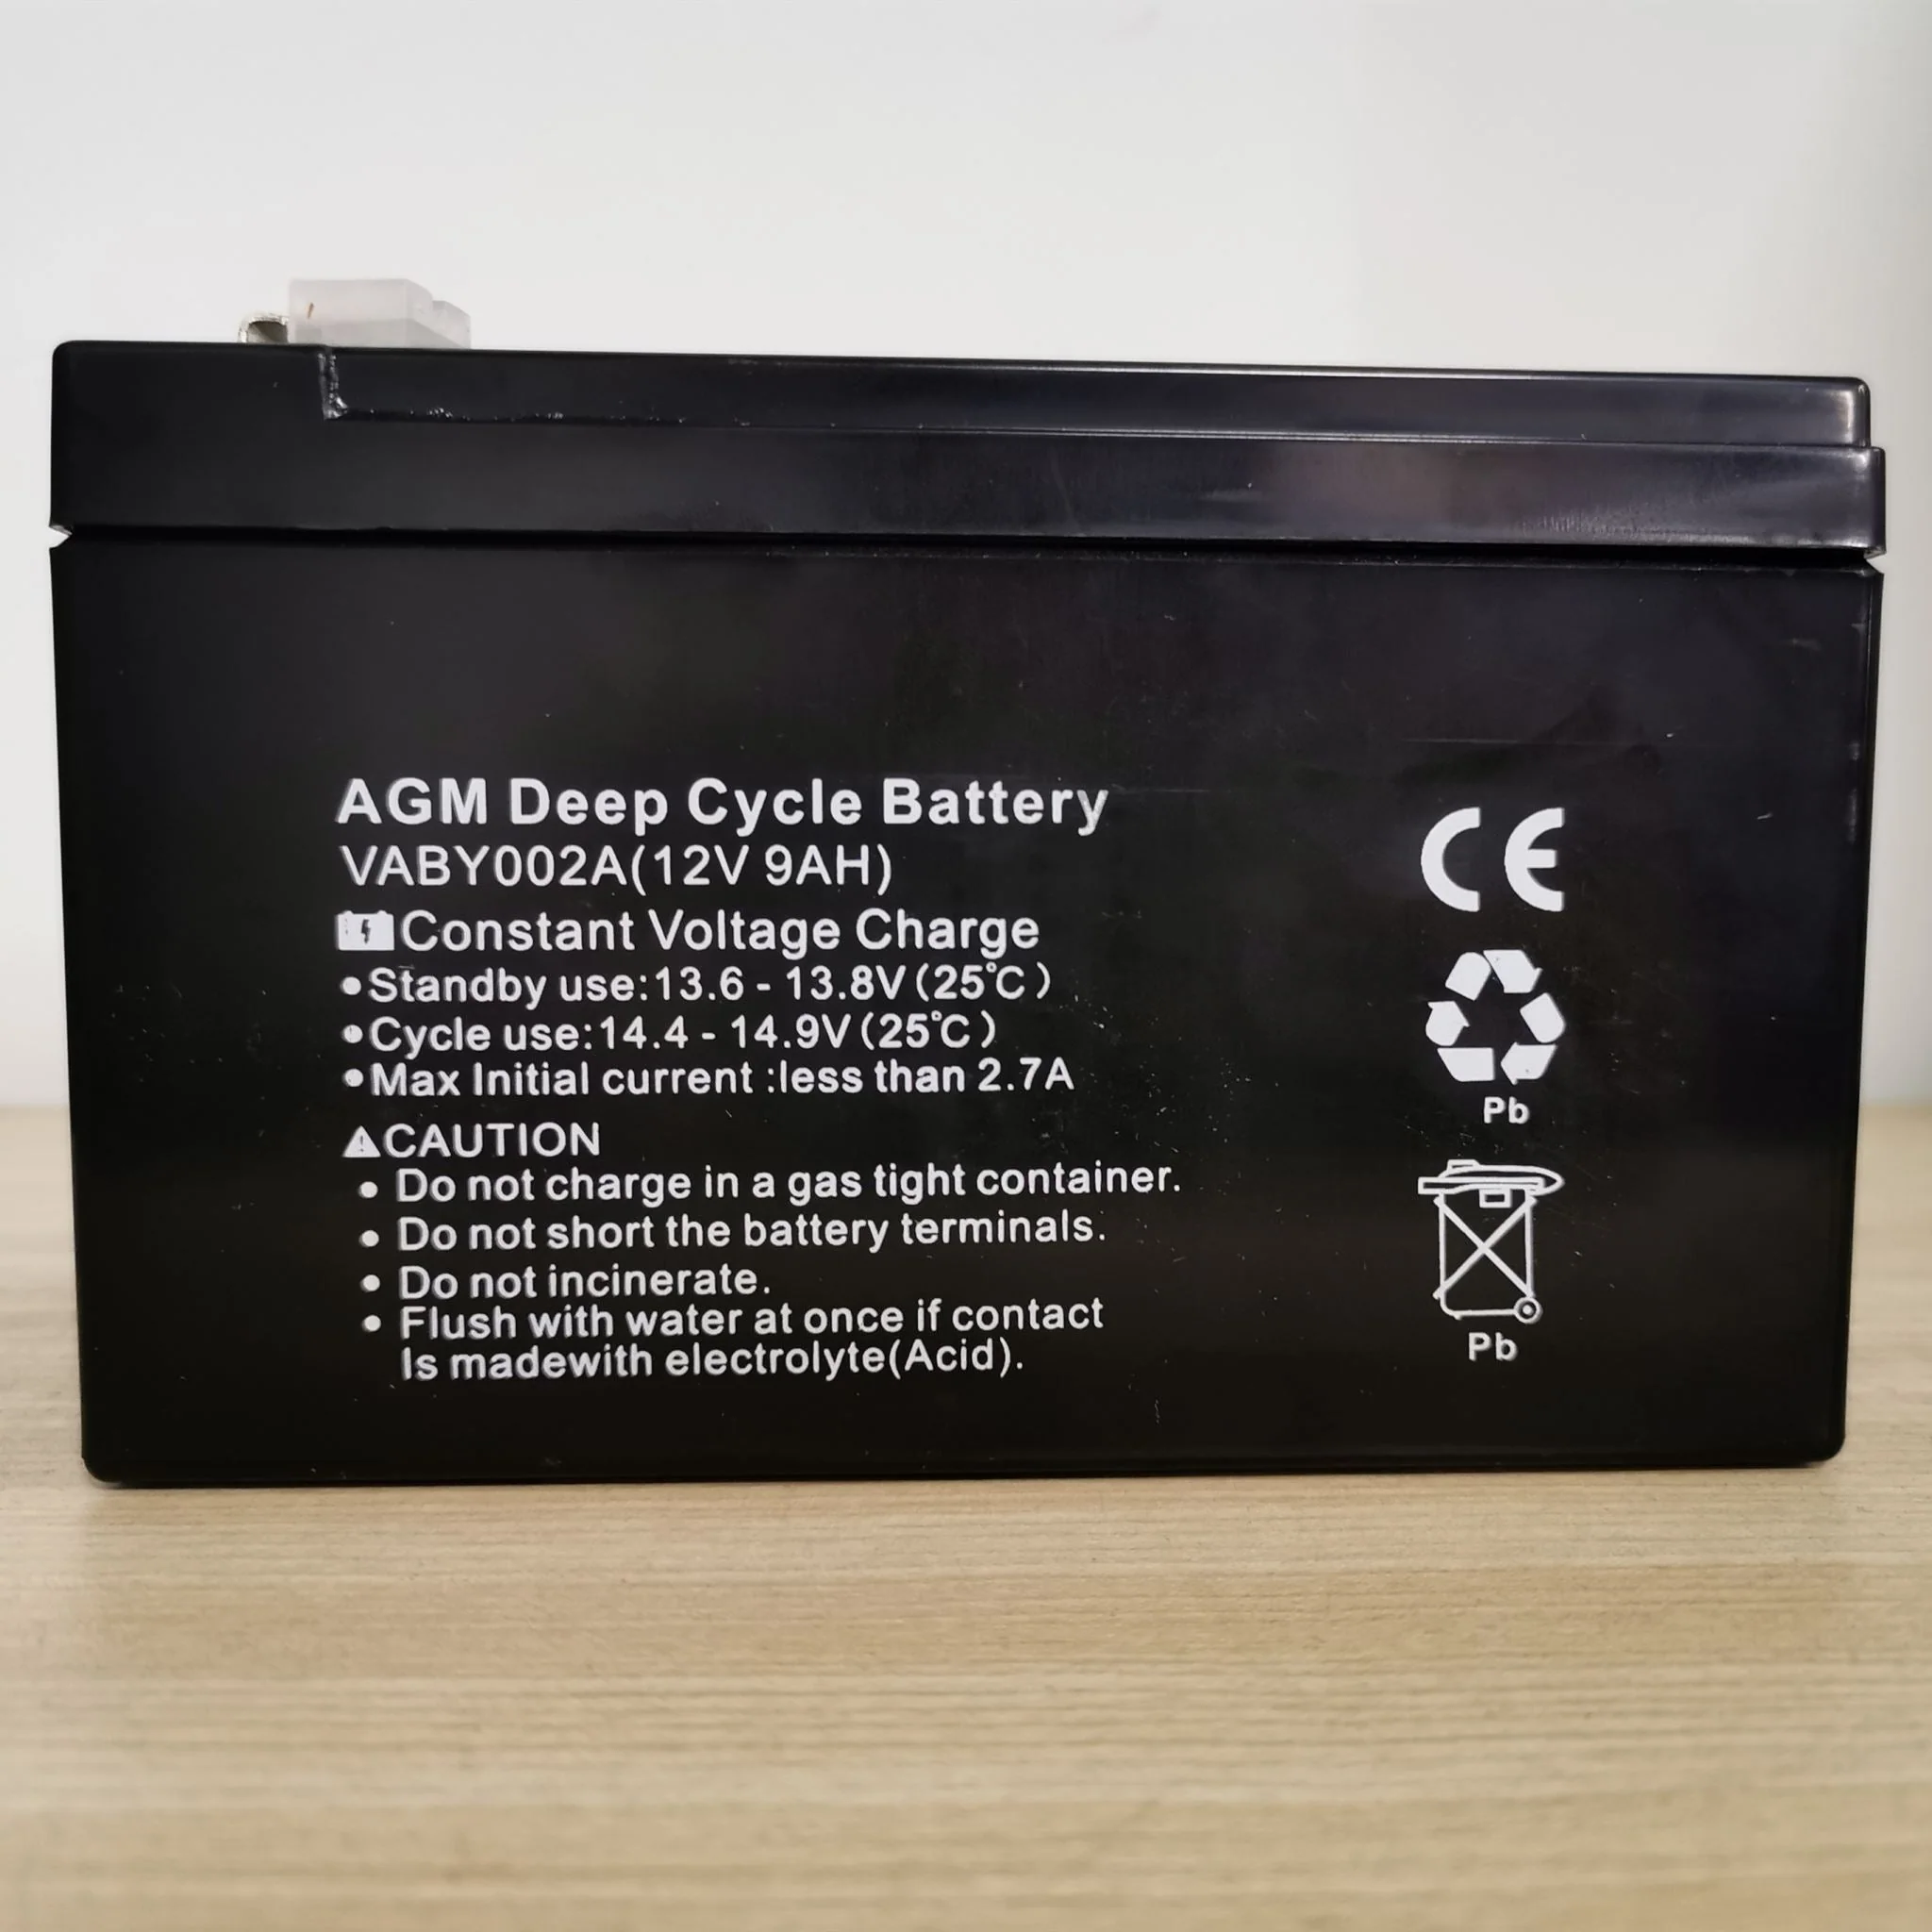 AGM Deep Cycle Battery
VABY002A(12V 9AH)
Constant Voltage Charge
•Standby use:13.6 - 13.8V(25℃)
•Cycle use:14.4 - 14.9V(25℃)
•Max Initial current :less than 2.7A
CAUTION
• Do not charge in a gas tight container.
• Do not short the battery terminals.
• Do not incinerate.
• Flush with water at once if contact
Is madewith electrolyte(Acid).
CE
Pb
Pb